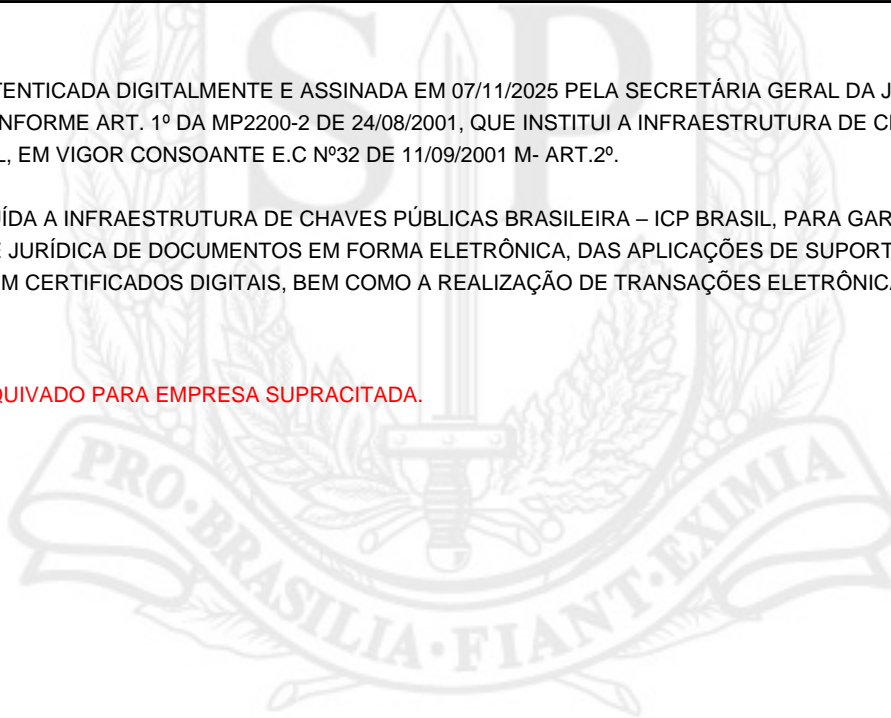 TENTICADA DIGITALMENTE E ASSINADA EM 07/11/2025 PELA SECRETÁRIA GERAL DA J
NFORME ART. 1º DA MP2200-2 DE 24/08/2001, QUE INSTITUI A INFRAESTRUTURA DE C
L, EM VIGOR CONSOANTE E.C Nº32 DE 11/09/2001 M- ART.2º.
ÍDA A INFRAESTRUTURA DE CHAVES PÚBLICAS BRASILEIRA – ICP BRASIL, PARA GAR
E JURÍDICA DE DOCUMENTOS EM FORMA ELETRÔNICA, DAS APLICAÇÕES DE SUPORT
M CERTIFICADOS DIGITAIS, BEM COMO A REALIZAÇÃO DE TRANSAÇÕES ELETRÔNICA
QUIVADO PARA EMPRESA SUPRACITADA.
SP
PRO·BRASILIA·FIANT·EXIMIA